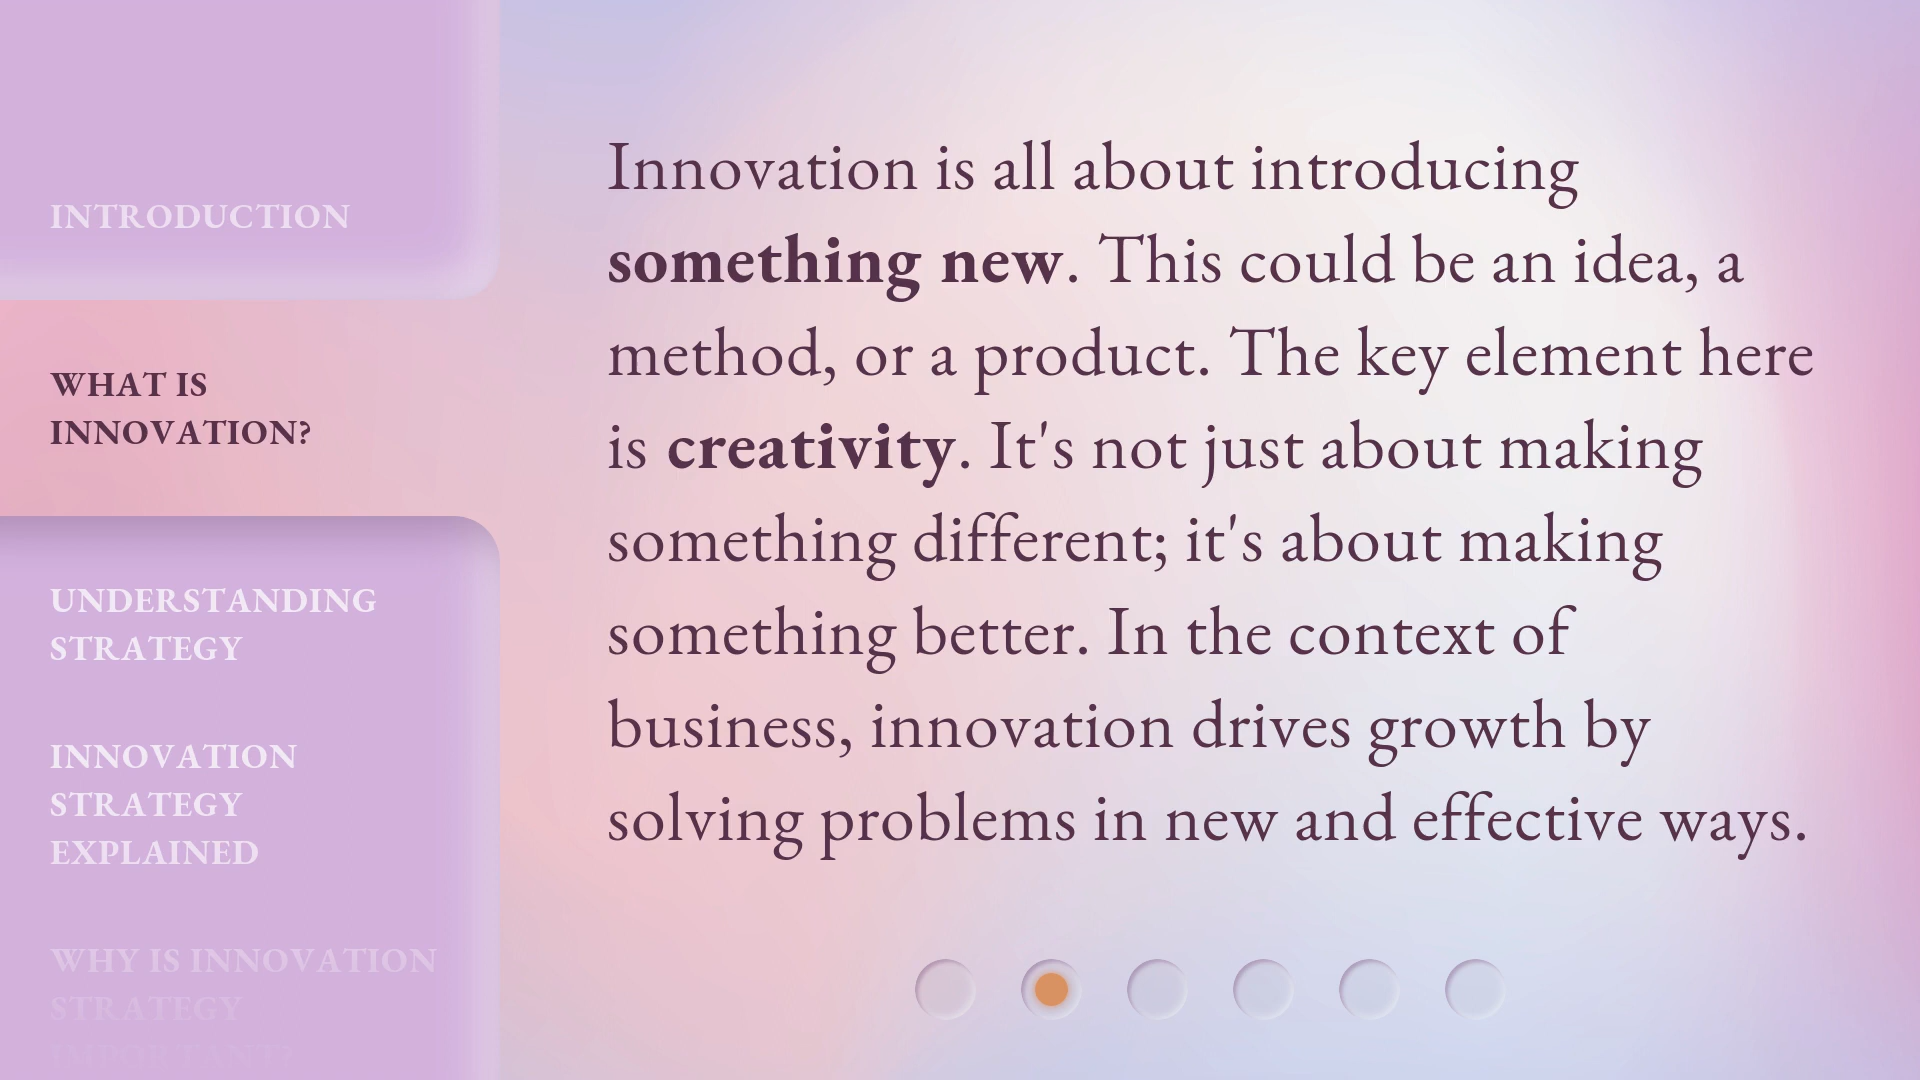 INTRODUCTION
WHAT IS
INNOVATION?
UNDERSTANDING
STRATEGY
INNOVATION
STRATEGY
EXPLAINED
WHY IS INNOVATION
STRATEGY
IMPORTANT?
Innovation is all about introducing
something new. This could be an idea, a
method, or a product. The key element here
is creativity. It's not just about making
something different; it's about making
something better. In the context of
business, innovation drives growth by
solving problems in new and effective ways.